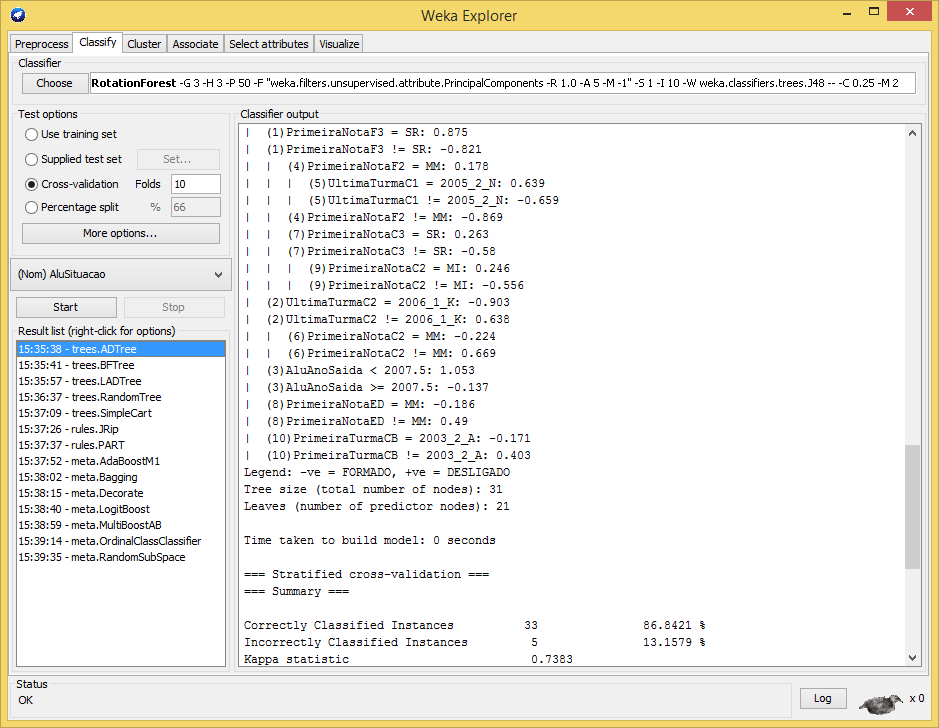 Weka Explorer
Preprocess Classify Cluster Associate Select attributes Visualize
Classifier
Choose RotationForest -G 3 -H 3 -P 50 -F "weka.filters.unsupervised.attribute.PrincipalComponents -R 1.0 -A 5 -M -1" -S 1 -I 10 -W weka.classifiers.trees.J48 -- -C 0.25 -M 2
Test options
Use training set
Supplied test set Set...
Cross-validation Folds 10
Percentage split % 66
More options...
(Nom) AluSituacao
Start Stop
Result list (right-click for options)
15:35:38 - trees.ADTree
15:35:41 - trees.BFTree
15:35:57 - trees.LADTree
15:36:37 - trees.RandomTree
15:37:09 - trees.SimpleCart
15:37:26 - rules.JRip
15:37:37 - rules.PART
15:37:52 - meta.AdaBoostM1
15:38:02 - meta.Bagging
15:38:15 - meta.Decorate
15:38:40 - meta.LogitBoost
15:38:59 - meta.MultiBoostAB
15:39:14 - meta.OrdinalClassClassifier
15:39:35 - meta.RandomSubSpace
Classifier output
|  (1)PrimeiraNotaF3 = SR: 0.875
|  (1)PrimeiraNotaF3 != SR: -0.821
|  |  (4)PrimeiraNotaF2 = MM: 0.178
|  |  |  (5)UltimaTurmaC1 = 2005_2_N: 0.639
|  |  |  (5)UltimaTurmaC1 != 2005_2_N: -0.659
|  |  (4)PrimeiraNotaF2 != MM: -0.869
|  |  (7)PrimeiraNotaC3 = SR: 0.263
|  |  (7)PrimeiraNotaC3 != SR: -0.58
|  |  |  (9)PrimeiraNotaC2 = MI: 0.246
|  |  |  (9)PrimeiraNotaC2 != MI: -0.556
|  (2)UltimaTurmaC2 = 2006_1_K: -0.903
|  (2)UltimaTurmaC2 != 2006_1_K: 0.638
|  |  (6)PrimeiraNotaC2 = MM: -0.224
|  |  (6)PrimeiraNotaC2 != MM: 0.669
|  (3)AluAnoSaida < 2007.5: 1.053
|  (3)AluAnoSaida >= 2007.5: -0.137
|  (8)PrimeiraNotaED = MM: -0.186
|  (8)PrimeiraNotaED != MM: 0.49
|  (10)PrimeiraTurmaCB = 2003_2_A: -0.171
|  (10)PrimeiraTurmaCB != 2003_2_A: 0.403
Legend: -ve = FORMADO, +ve = DESLIGADO
Tree size (total number of nodes): 31
Leaves (number of predictor nodes): 21
Time taken to build model: 0 seconds
=== Stratified cross-validation ===
=== Summary ===
Correctly Classified Instances 33 86.8421 %
Incorrectly Classified Instances 5 13.1579 %
Kappa statistic 0.7383
Status
OK
Log x 0